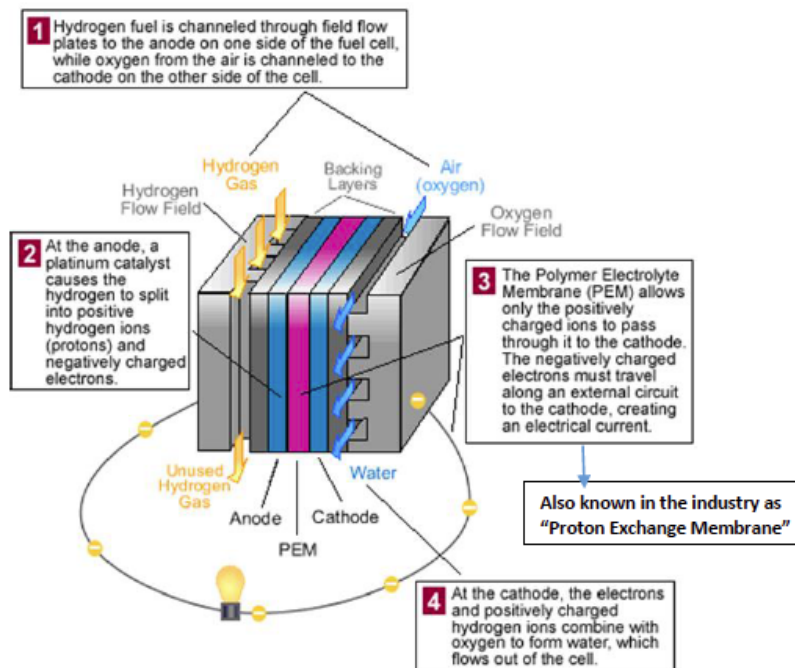 1 Hydrogen fuel is channeled through field flow
plates to the anode on one side of the fuel cell,
while oxygen from the air is channeled to the
cathode on the other side of the cell.
Hydrogen
Gas
Backing
Layers
Air
(oxygen)
Hydrogen
Flow Field
Oxygen
Flow Field
2 At the anode, a
platinum catalyst
causes the
hydrogen to split
into positive
hydrogen ions
(protons) and
negatively charged
electrons.
3 The Polymer Electrolyte
Membrane (PEM) allows
only the positively
charged ions to pass
through it to the cathode.
The negatively charged
electrons must travel
along an external circuit
to the cathode, creating
an electrical current.
Unused
Hydrogen
Gas
Water
Anode
Cathode
PEM
Also known in the industry as
“Proton Exchange Membrane”
4 At the cathode, the electrons
and positively charged
hydrogen ions combine with
oxygen to form water, which
flows out of the cell.